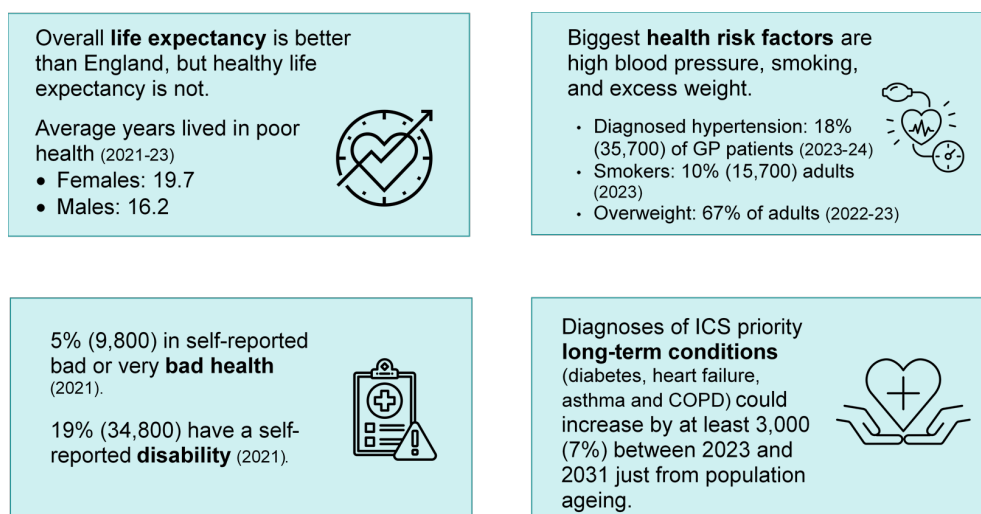 Overall life expectancy is better
than England, but healthy life
expectancy is not.
Average years lived in poor
health (2021-23)
• Females: 19.7
• Males: 16.2
Biggest health risk factors are
high blood pressure, smoking,
and excess weight.
• Diagnosed hypertension: 18%
(35,700) of GP patients (2023-24)
• Smokers: 10% (15,700) adults
(2023)
• Overweight: 67% of adults (2022-23)
5% (9,800) in self-reported
bad or very bad health
(2021).
19% (34,800) have a self-
reported disability (2021).
Diagnoses of ICS priority
long-term conditions
(diabetes, heart failure,
asthma and COPD) could
increase by at least 3,000
(7%) between 2023 and
2031 just from population
ageing.